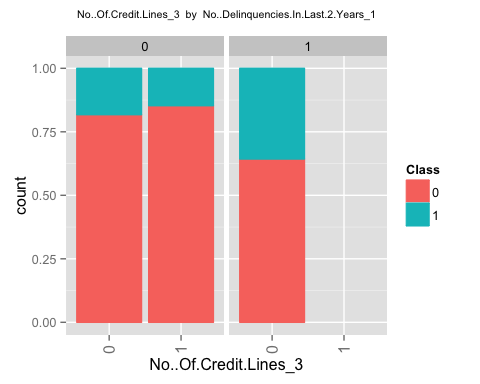 No..Of.Credit.Lines_3 by No..Delinquencies.In.Last.2.Years_1
0 1
1.00
0.75
0.50
0.25
0.00
count
0 1 0 1
No..Of.Credit.Lines_3
Class
0
1